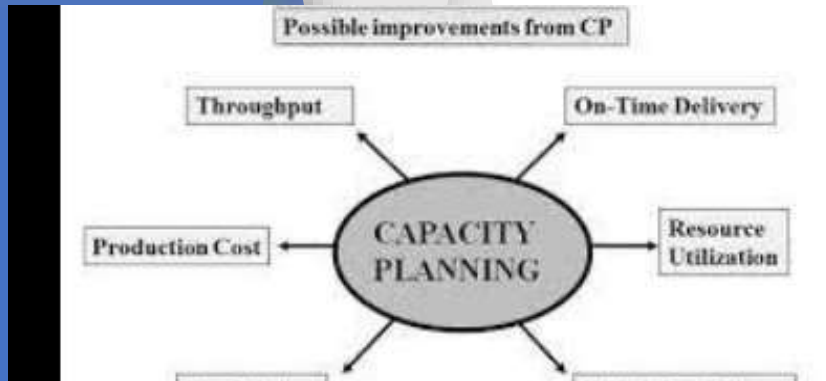 Possible improvements from CP
Throughput
On-Time Delivery
CAPACITY
PLANNING
Production Cost
Resource
Utilization